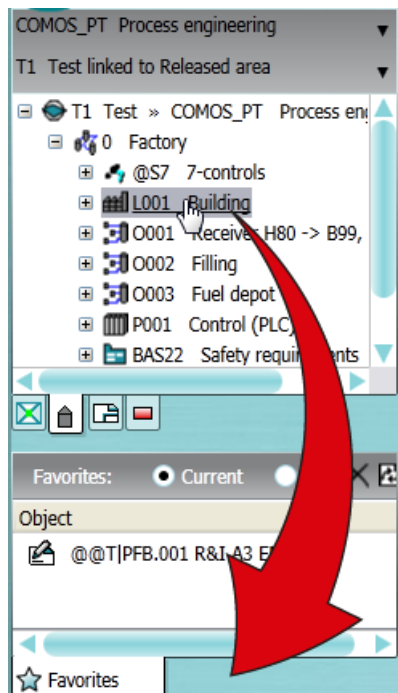 COMOS_PT Process engineering
T1 Test linked to Released area
T1 Test » COMOS_PT Process en
0 Factory
@S7 7-controls
L001 Building
O001 Receiver H80 -> B99,
O002 Filling
O003 Fuel depot
P001 Control (PLC)
BAS22 Safety requirements
Favorites: Current
Object
@@T|PFB.001 R&I A3
Favorites